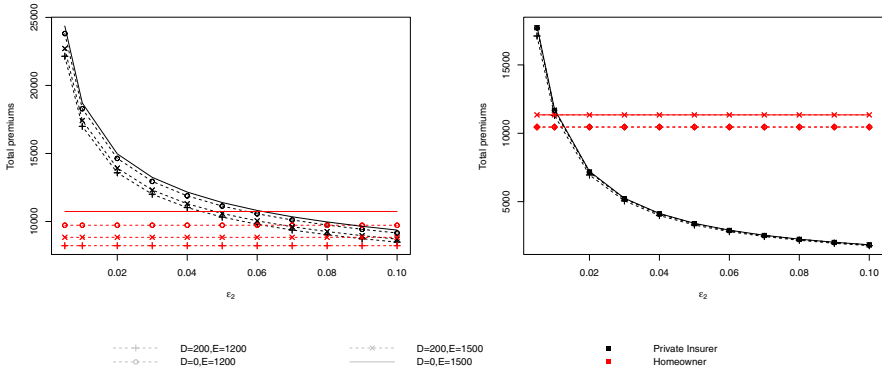 Total premiums
25000
20000
15000
10000
0.02
0.04
0.06
0.08
0.10
ε2
Total premiums
15000
10000
5000
0.02
0.04
0.06
0.08
0.10
ε2
D=200,E=1200
D=0,E=1200
D=200,E=1500
D=0,E=1500
Private Insurer
Homeowner